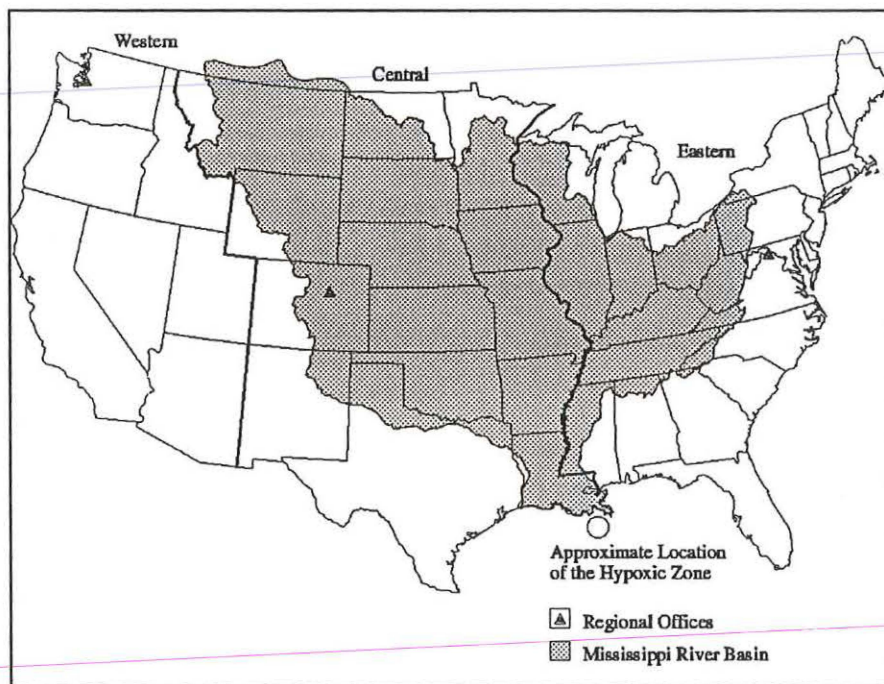 Western
Central
Eastern
Approximate Location
of the Hypoxic Zone
Regional Offices
Mississippi River Basin